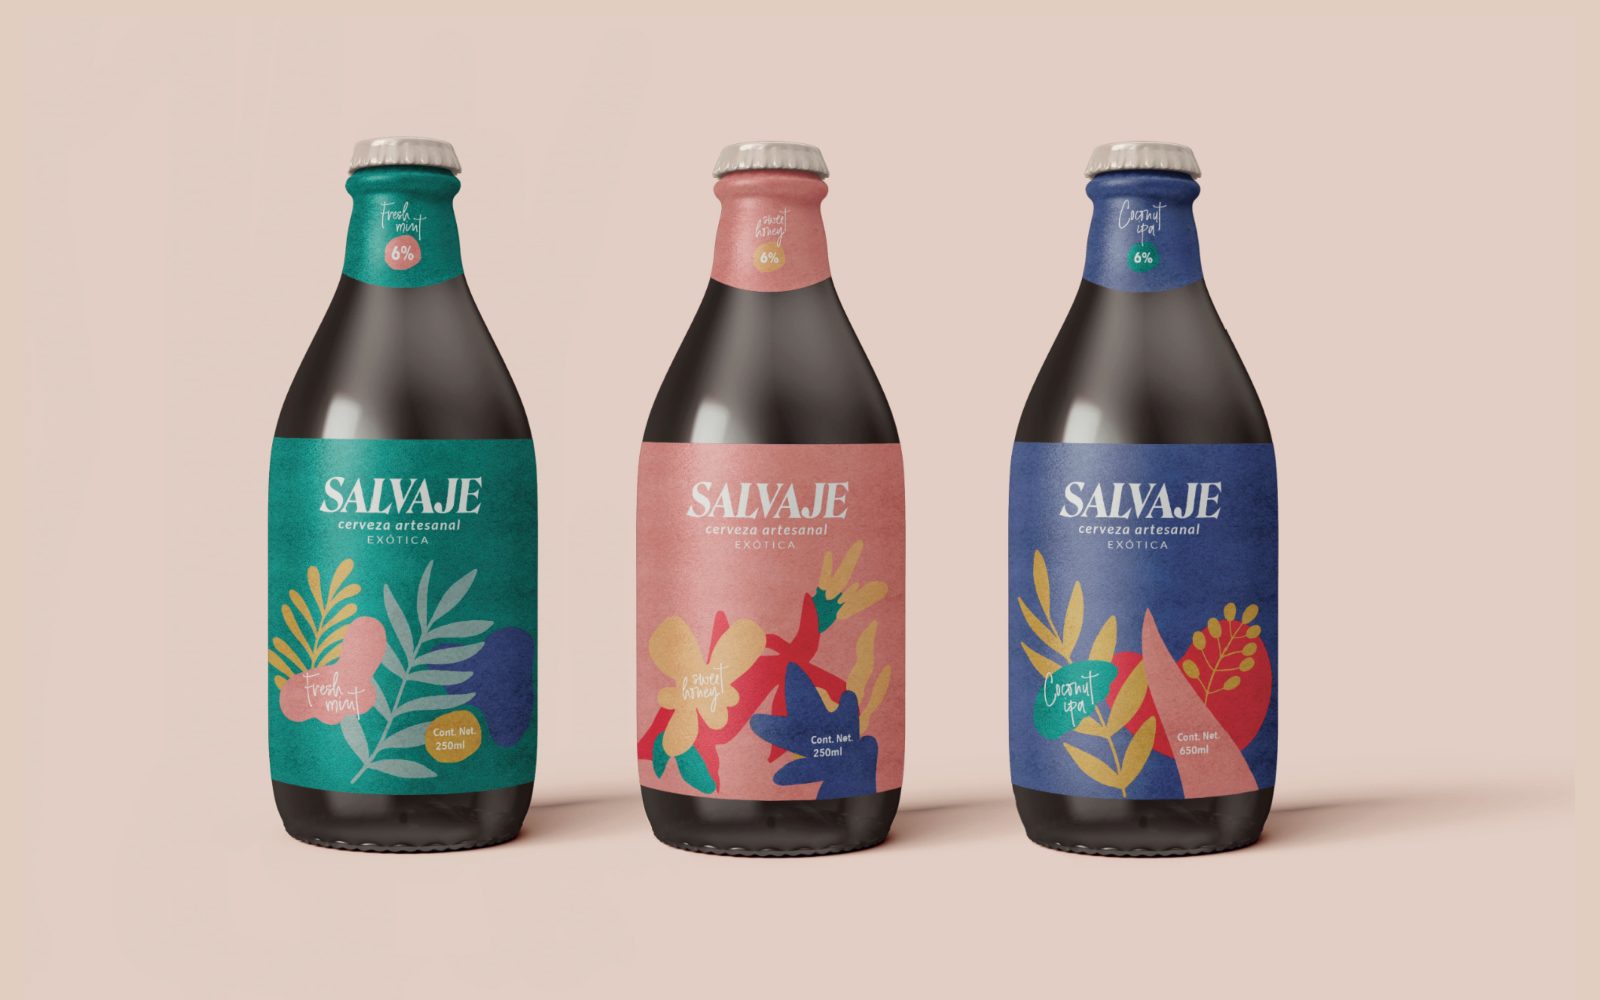 Fresh
mint
6%
SALVAJE
cerveza artesanal
EXÓTICA
Fresh
mint
Cont. Net.
250ml
sweet
honey
6%
SALVAJE
cerveza artesanal
EXÓTICA
sweet
honey
Cont. Net.
250ml
Coconut
ipa
6%
SALVAJE
cerveza artesanal
EXÓTICA
Coconut
ipa
Cont. Net.
650ml